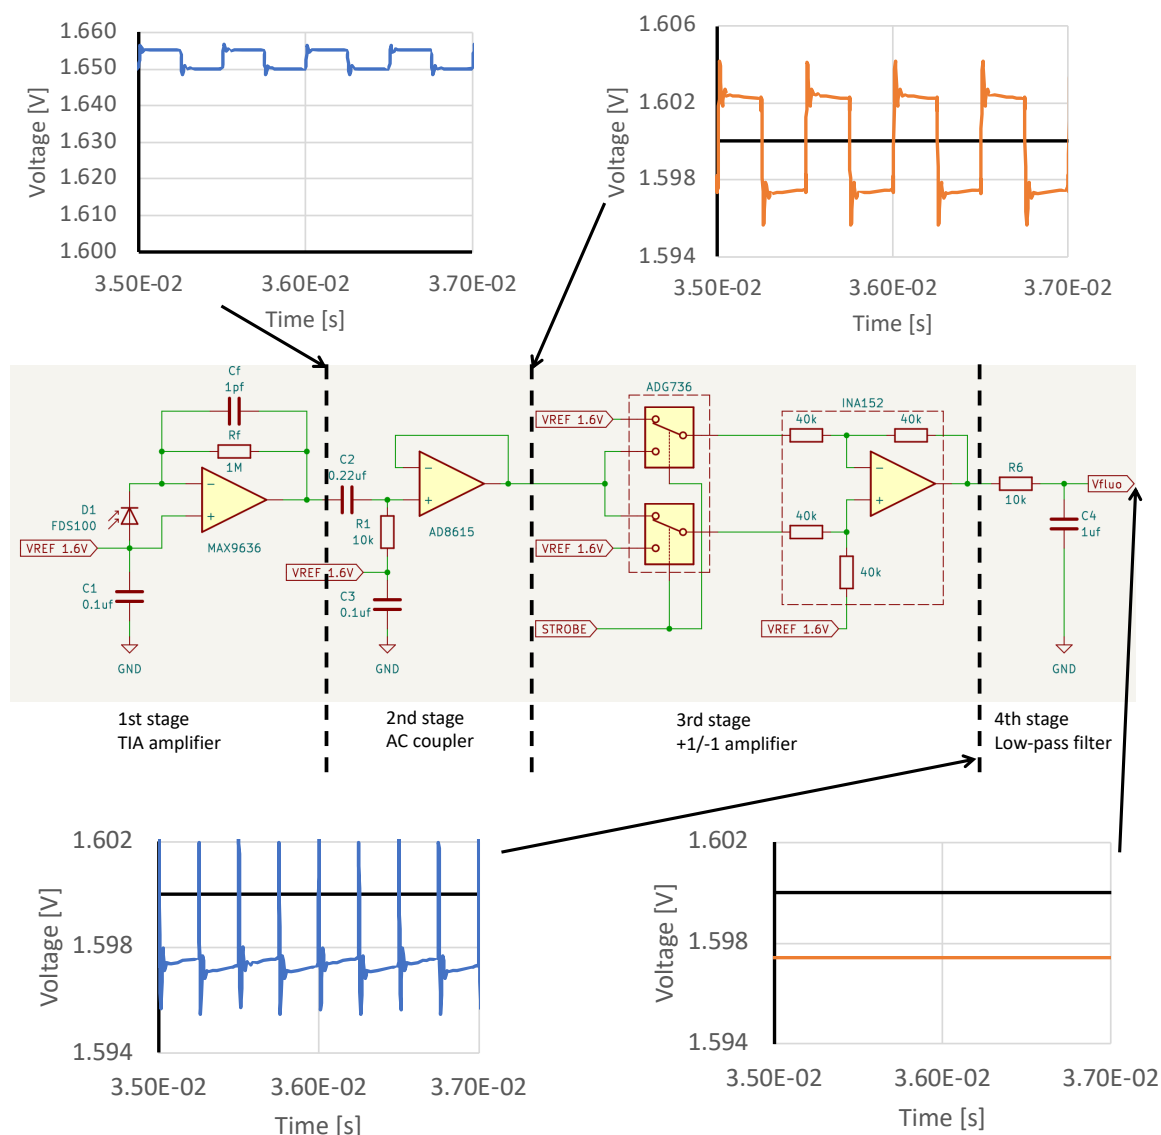 1.660
1.650
1.640
1.630
1.620
1.610
1.600
Voltage [V]
3.50E-02
3.60E-02
3.70E-02
Time [s]
1.606
1.602
1.598
1.594
Voltage [V]
3.50E-02
3.60E-02
3.70E-02
Time [s]
Cf
1pf
Rf
1M
D1
FDS100
VREF 1.6V
C1
0.1uf
GND
MAX9636
C2
0.22uf
R1
10k
AD8615
VREF 1.6V
C3
0.1uf
GND
ADG736
VREF 1.6V
VREF 1.6V
STROBE
INA152
40k
40k
40k
40k
VREF 1.6V
R6
10k
Vfluo
C4
1uf
GND
1st stage
TIA amplifier
2nd stage
AC coupler
3rd stage
+1/-1 amplifier
4th stage
Low-pass filter
1.602
1.598
1.594
Voltage [V]
3.50E-02
3.60E-02
3.70E-02
Time [s]
1.602
1.598
1.594
Voltage [V]
3.50E-02
3.60E-02
3.70E-02
Time [s]